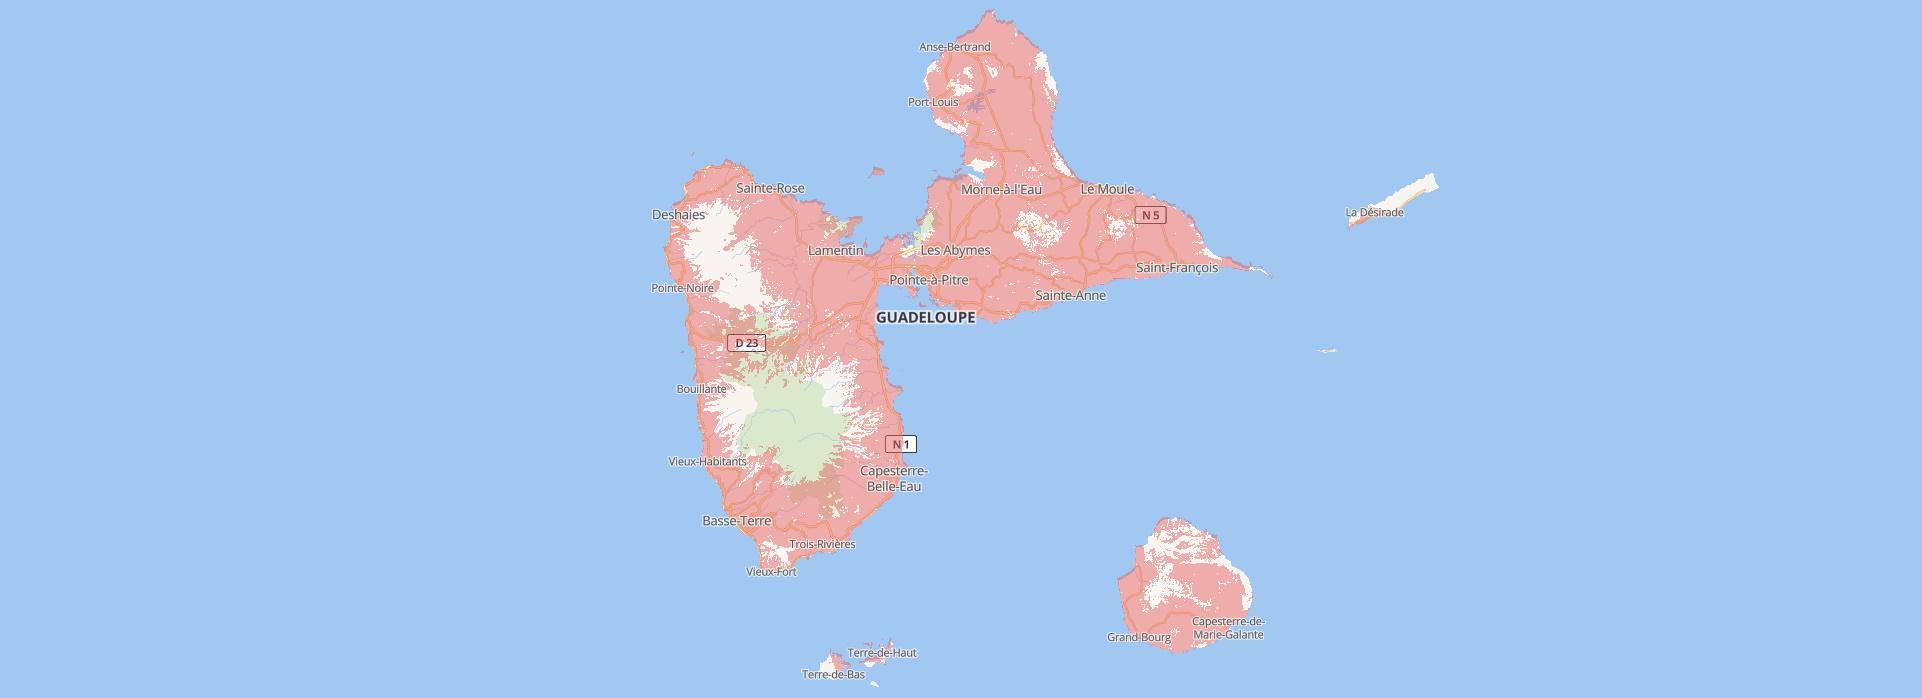 Anse-Bertrand
Port-Louis
Sainte-Rose
Morne-à-l'Eau
Le Moule
Deshaies
N 5
La Désirade
Lamentin
Les Abymes
Saint-François
Pointe-à-Pitre
Pointe-Noire
Sainte-Anne
GUADELOUPE
D 23
Bouillante
N 1
Vieux-Habitants
Capesterre-
Belle-Eau
Basse-Terre
Trois-Rivières
Vieux-Fort
Capesterre-de-
Marie-Galante
Grand-Bourg
Terre-de-Haut
Terre-de-Bas